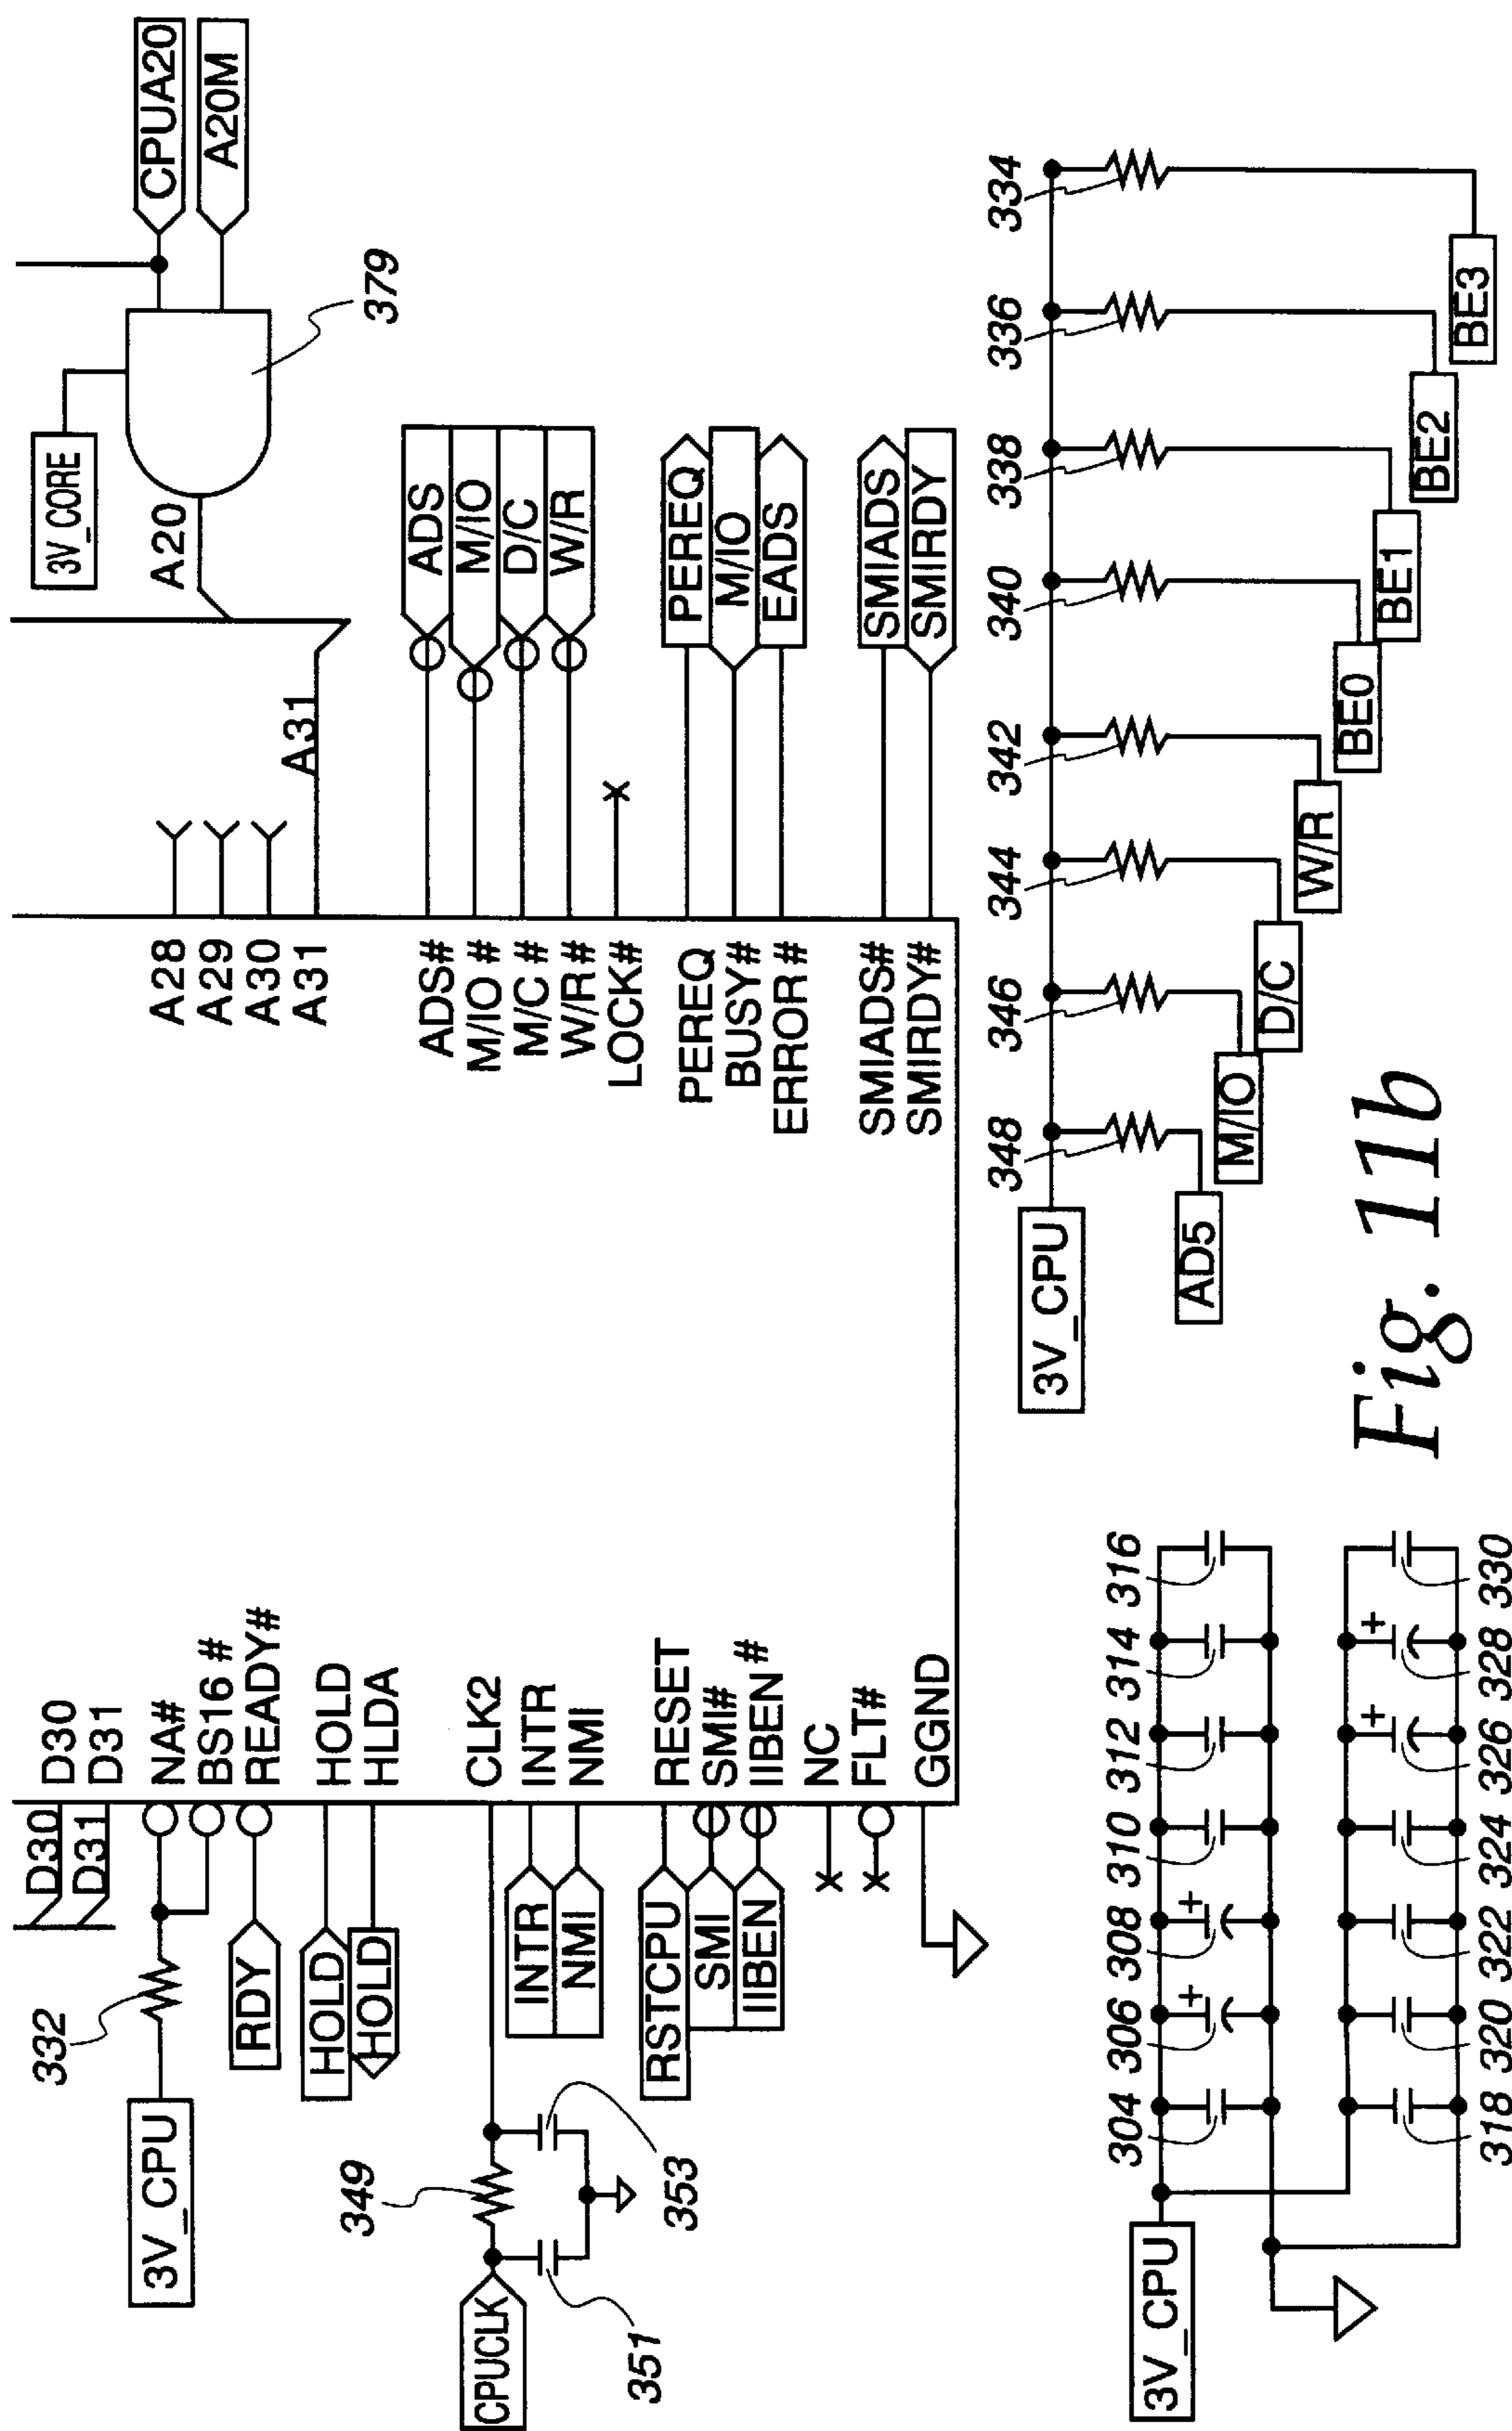 D30
D30
D31
D31
332
3V_CPU
NA#
BS16#
RDY
READY#
HOLD
HOLD
HOLD
HLDA
349
CPUCLK
CLK2
351
353
INTR
INTR
NMI
NMI
RSTCPU
RESET
SMI
SMI#
IIBEN
IIBEN#
NC
FLT#
GGND
A28
A29
A30
A31
A31
A20
3V_CORE
CPUA20
A20M
379
ADS#
ADS
M/IO#
M/IO
M/C#
D/C
W/R#
W/R
LOCK#
PEREQ
PEREQ
BUSY#
M/IO
ERROR#
EADS
SMIADS#
SMIADS
SMIRDY#
SMIRDY
3V_CPU
304 306 308 310 312 314 316
+ +
+ +
318 320 322 324 326 328 330
3V_CPU
348 346 344 342 340 338 336 334
AD5
M/IO
D/C
W/R
BE0
BE1
BE2
BE3
Fig. 11b